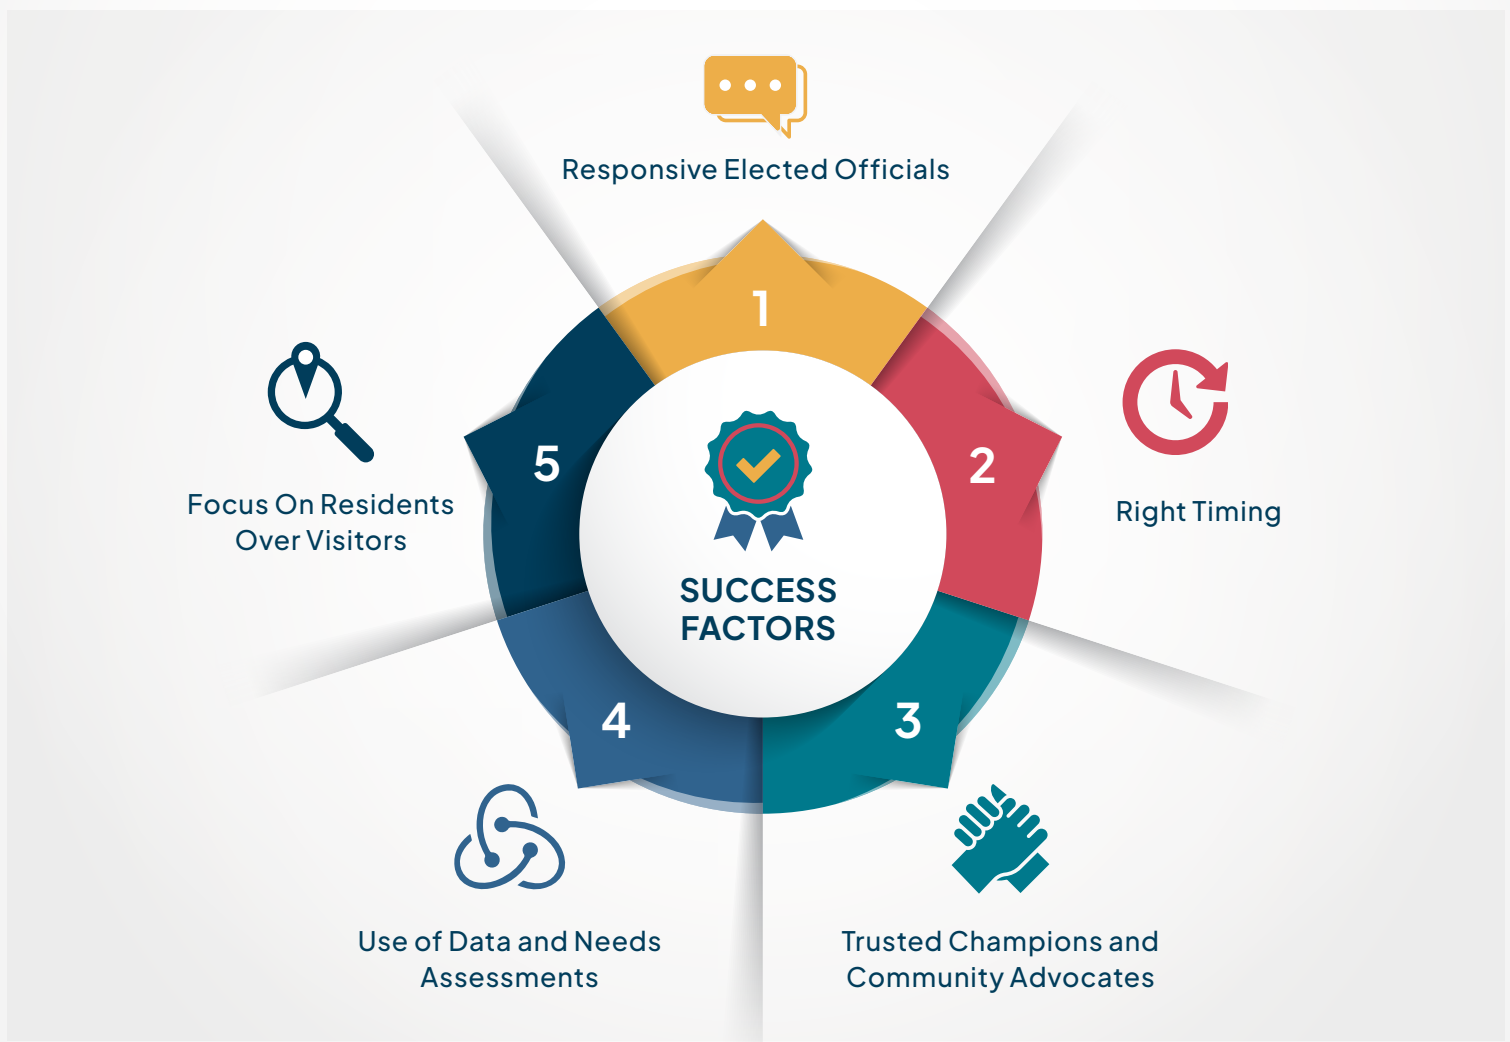 Responsive Elected Officials
1
2
Right Timing
3
Trusted Champions and
Community Advocates
4
Use of Data and Needs
Assessments
5
Focus On Residents
Over Visitors
SUCCESS
FACTORS